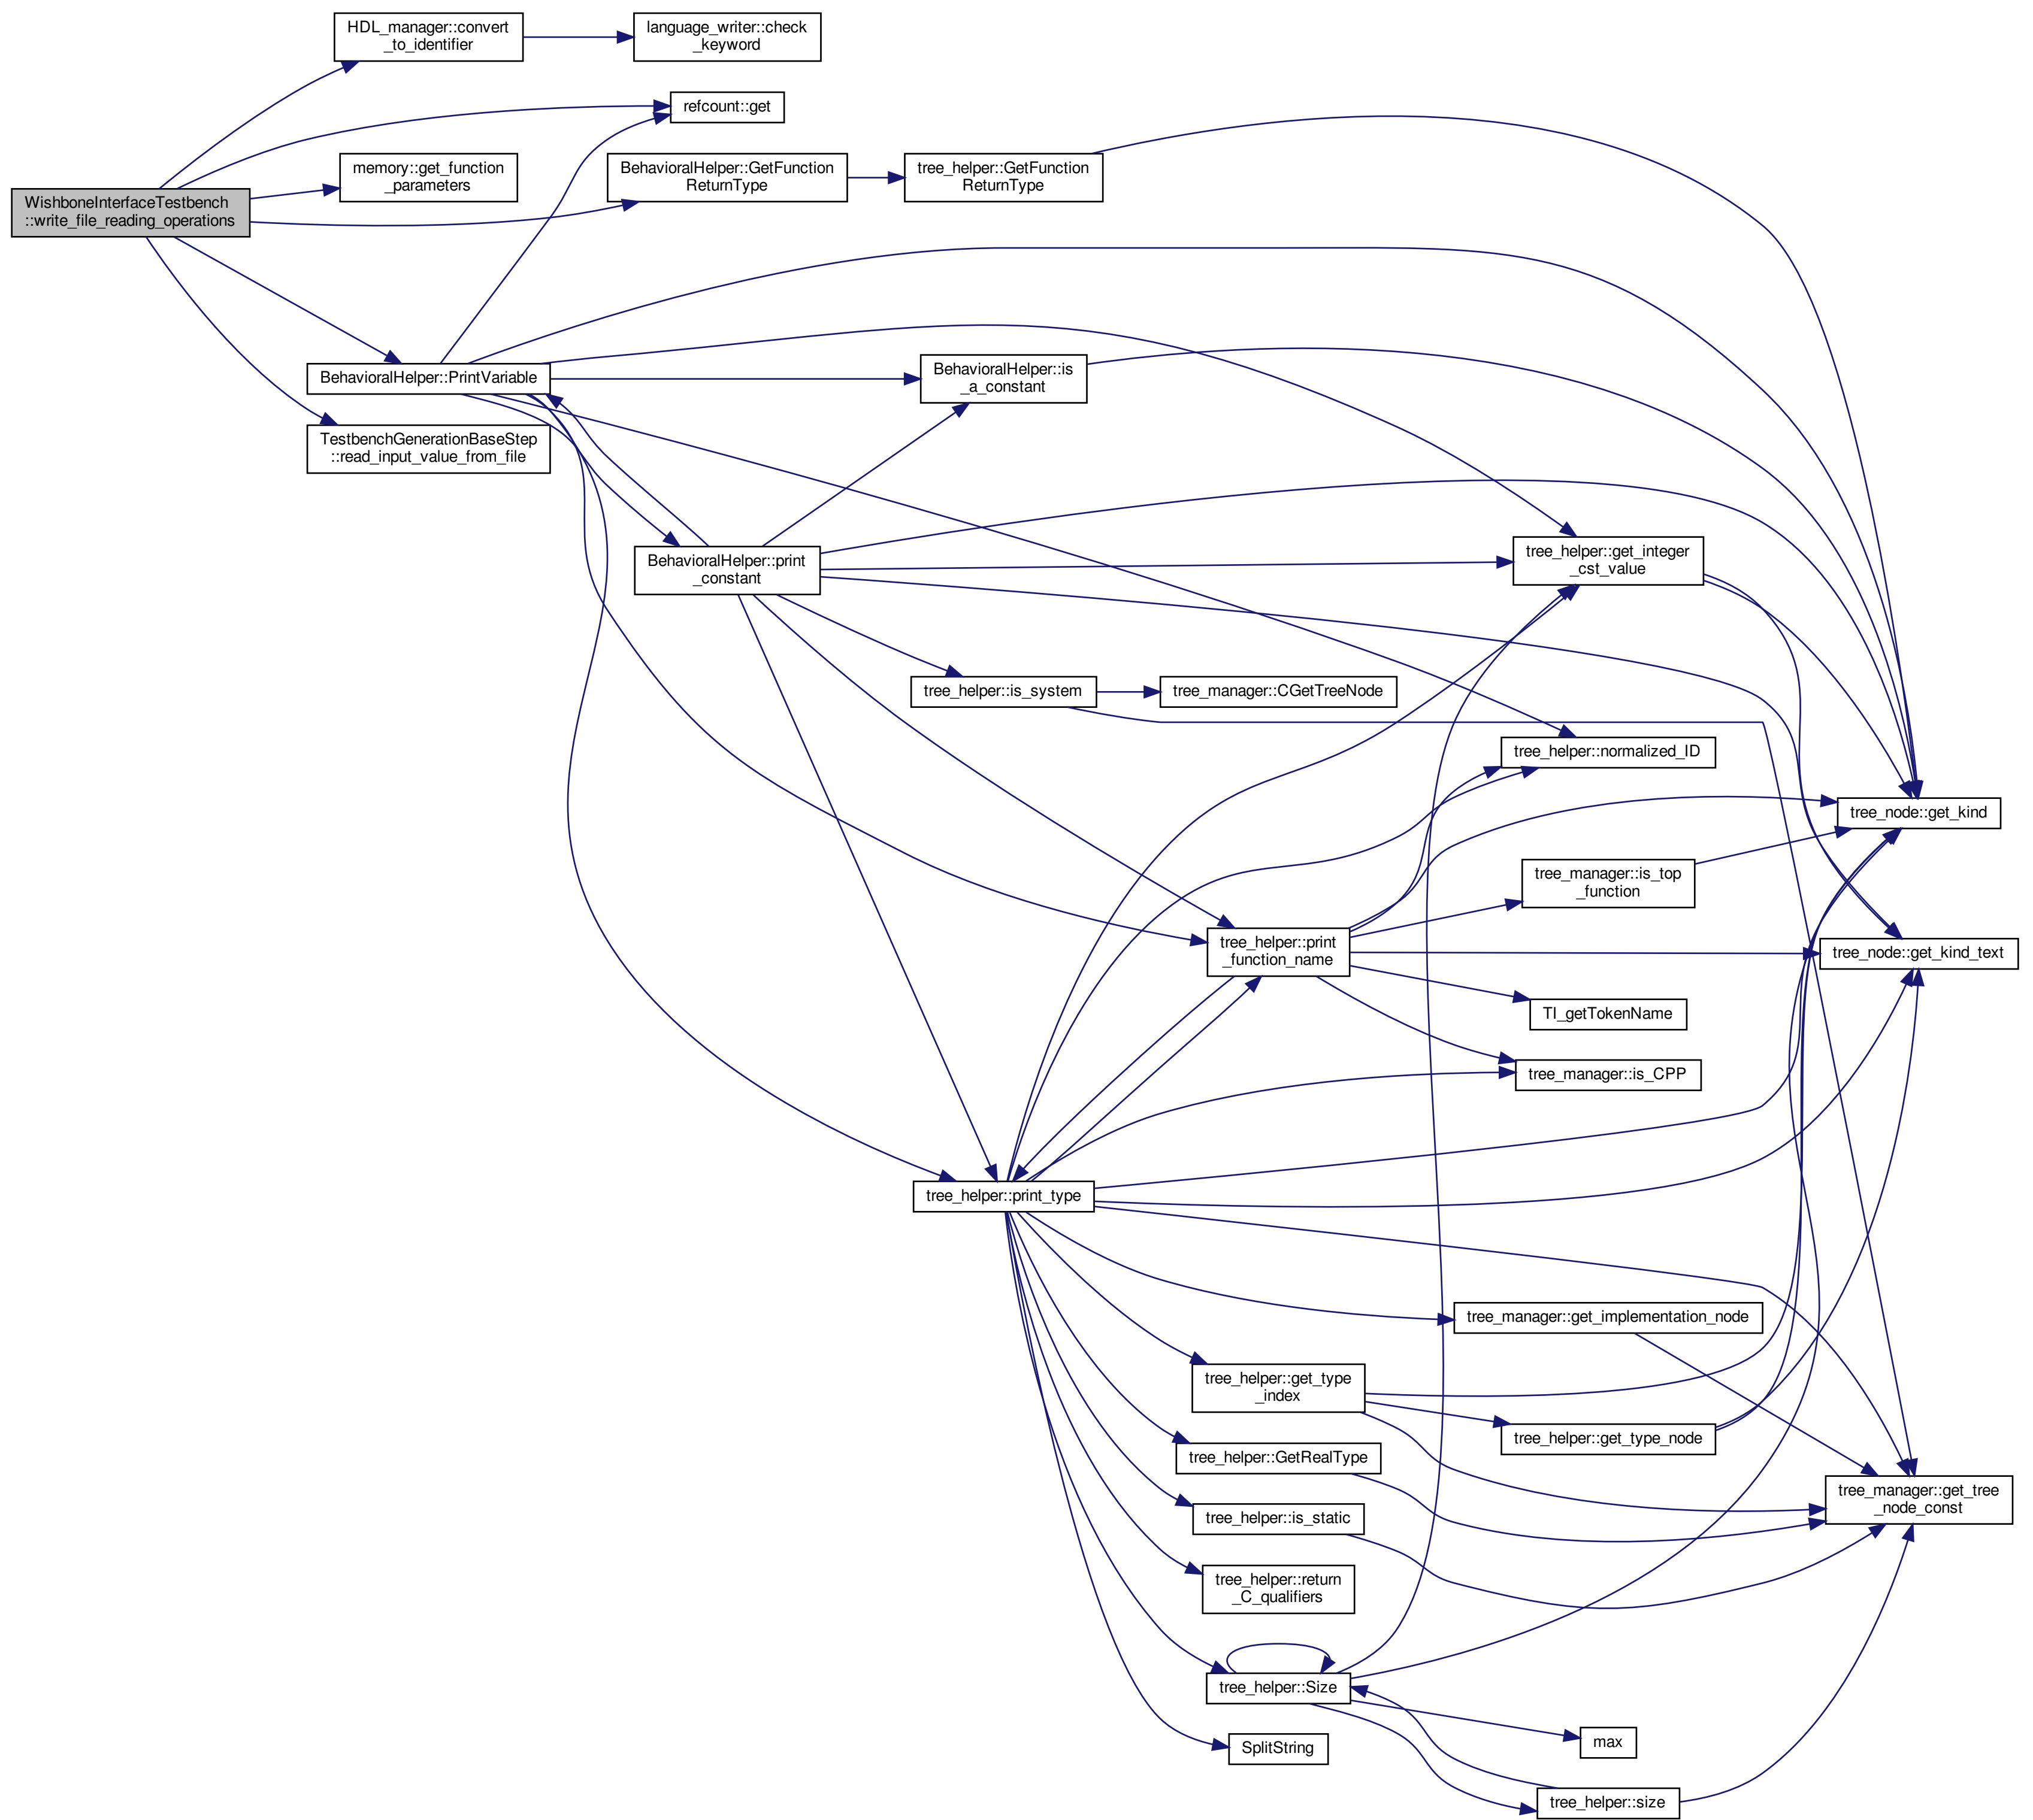 HDL_manager::convert
_to_identifier
language_writer::check
_keyword
refcount::get
memory::get_function
_parameters
BehavioralHelper::GetFunction
ReturnType
tree_helper::GetFunction
ReturnType
WishboneInterfaceTestbench
::write_file_reading_operations
BehavioralHelper::PrintVariable
BehavioralHelper::is
_a_constant
TestbenchGenerationBaseStep
::read_input_value_from_file
BehavioralHelper::print
_constant
tree_helper::get_integer
_cst_value
tree_helper::is_system
tree_manager::CGetTreeNode
tree_helper::normalized_ID
tree_node::get_kind
tree_manager::is_top
_function
tree_helper::print
_function_name
tree_node::get_kind_text
TI_getTokenName
tree_manager::is_CPP
tree_helper::print_type
tree_manager::get_implementation_node
tree_helper::get_type
_index
tree_helper::get_type_node
tree_helper::GetRealType
tree_manager::get_tree
_node_const
tree_helper::is_static
tree_helper::return
_C_qualifiers
tree_helper::Size
max
SplitString
tree_helper::size